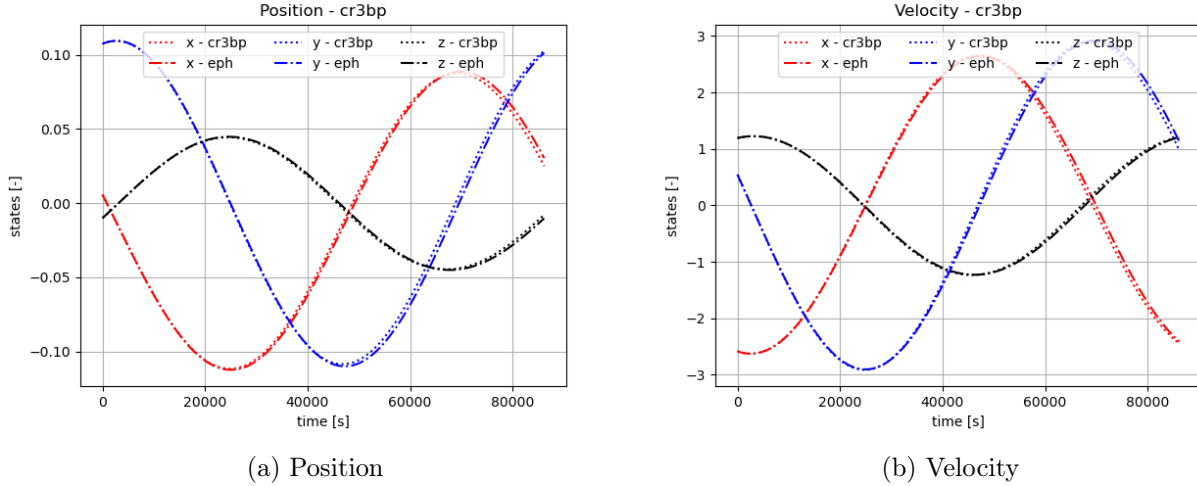 Position - cr3bp
x - cr3bp
y - cr3bp
z - cr3bp
x - eph
y - eph
z - eph
states [-]
0.10
0.05
0.00
−0.05
−0.10
0
20000
40000
60000
80000
time [s]
(a) Position
Velocity - cr3bp
x - cr3bp
y - cr3bp
z - cr3bp
x - eph
y - eph
z - eph
states [-]
3
2
1
0
−1
−2
−3
0
20000
40000
60000
80000
time [s]
(b) Velocity